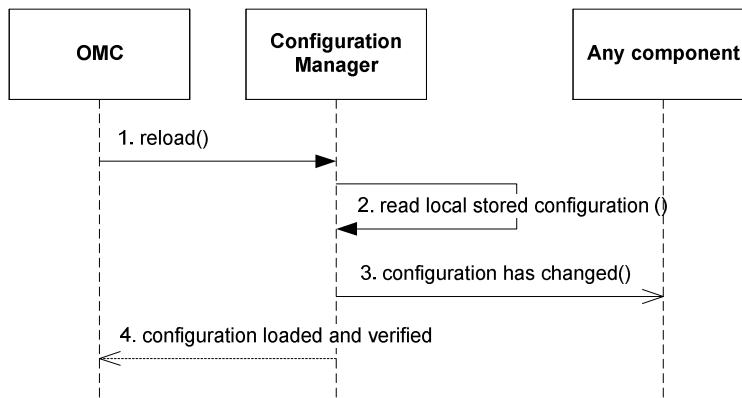 OMC
Configuration
Manager
Any component
1. reload()
2. read local stored configuration ()
3. configuration has changed()
4. configuration loaded and verified